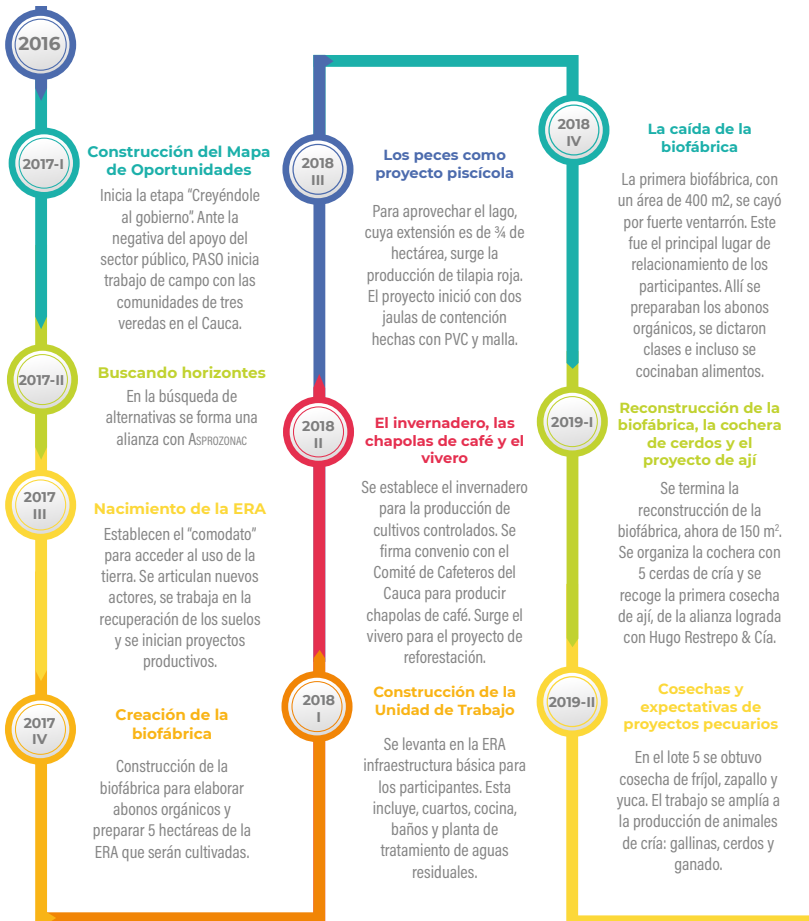 2016
2017-I
Construcción del Mapa
de Oportunidades
Inicia la etapa "Creyéndole
al gobierno". Ante la
negativa del apoyo del
sector público, PASO inicia
trabajo de campo con las
comunidades de tres
veredas en el Cauca.
2017-II
Buscando horizontes
En la búsqueda de
alternativas se forma una
alianza con ASPROZONAC
2017
III
Nacimiento de la ERA
Establecen el "comodato"
para acceder al uso de la
tierra. Se articulan nuevos
actores, se trabaja en la
recuperación de los suelos
y se inician proyectos
productivos.
2017
IV
Creación de la
biofábrica
Construcción de la
biofábrica para elaborar
abonos orgánicos y
preparar 5 hectáreas de la
ERA que serán cultivadas.
2018
I
Construcción de la
Unidad de Trabajo
Se levanta en la ERA
infraestructura básica para
los participantes. Esta
incluye, cuartos, cocina,
baños y planta de
tratamiento de aguas
residuales.
2018
II
El invernadero, las
chapolas de café y el
vivero
Se establece el invernadero
para la producción de
cultivos controlados. Se
firma convenio con el
Comité de Cafeteros del
Cauca para producir
chapolas de café. Surge el
vivero para el proyecto de
reforestación.
2018
III
Los peces como
proyecto piscícola
Para aprovechar el lago,
cuya extensión es de ¾ de
hectárea, surge la
producción de tilapia roja.
El proyecto inició con dos
jaulas de contención
hechas con PVC y malla.
2018
IV
La caída de la
biofábrica
La primera biofábrica, con
un área de 400 m2, se cayó
por fuerte ventarrón. Este
fue el principal lugar de
relacionamiento de los
participantes. Allí se
preparaban los abonos
orgánicos, se dictaron
clases e incluso se
cocinaban alimentos.
2019-I
Reconstrucción de la
biofábrica, la cochera
de cerdos y el
proyecto de ají
Se termina la
reconstrucción de la
biofábrica, ahora de 150 m².
Se organiza la cochera con
5 cerdas de cría y se
recoge la primera cosecha
de ají, de la alianza lograda
con Hugo Restrepo & Cía.
2019-II
Cosechas y
expectativas de
proyectos pecuarios
En el lote 5 se obtuvo
cosecha de fríjol, zapallo y
yuca. El trabajo se amplía a
la producción de animales
de cría: gallinas, cerdos y
ganado.